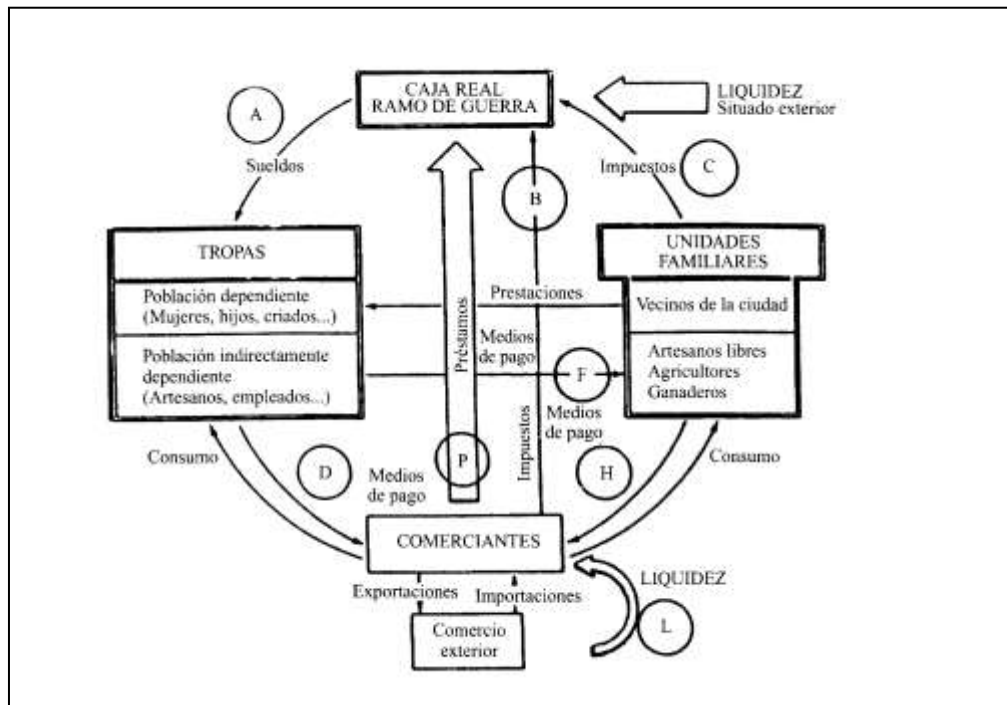 CAJA REAL
RAMO DE GUERRA
LIQUIDEZ
Situado exterior
A
Sueldos
Impuestos
C
B
TROPAS
UNIDADES
FAMILIARES
Población dependiente
(Mujeres, hijos, criados...)
Prestaciones
Vecinos de la ciudad
Préstamos
Medios
de pago
Población indirectamente
dependiente
(Artesanos, empleados...)
F
Artesanos libres
Agricultores
Ganaderos
Medios
de pago
Impuestos
Consumo
D
Medios
de pago
P
H
Consumo
COMERCIANTES
Exportaciones
Importaciones
LIQUIDEZ
L
Comercio
exterior